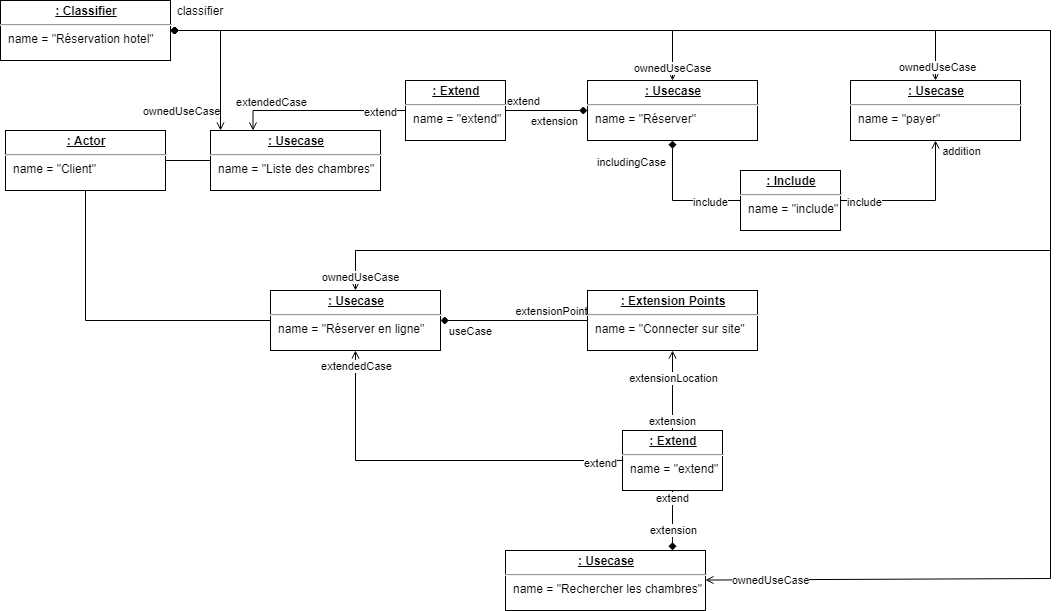 : Classifier
classifier
name = "Réservation hotel"
ownedUseCase
ownedUseCase
: Extend
name = "extend"
: Usecase
name = "Réserver"
: Usecase
name = "payer"
extendedCase
extend
extend
extension
ownedUseCase
: Actor
name = "Client"
: Usecase
name = "Liste des chambres"
includingCase
addition
: Include
name = "include"
include
include
ownedUseCase
: Usecase
name = "Réserver en ligne"
extensionPoint
useCase
: Extension Points
name = "Connecter sur site"
extendedCase
extensionLocation
extension
: Extend
name = "extend"
extend
extend
extension
: Usecase
name = "Rechercher les chambres"
ownedUseCase